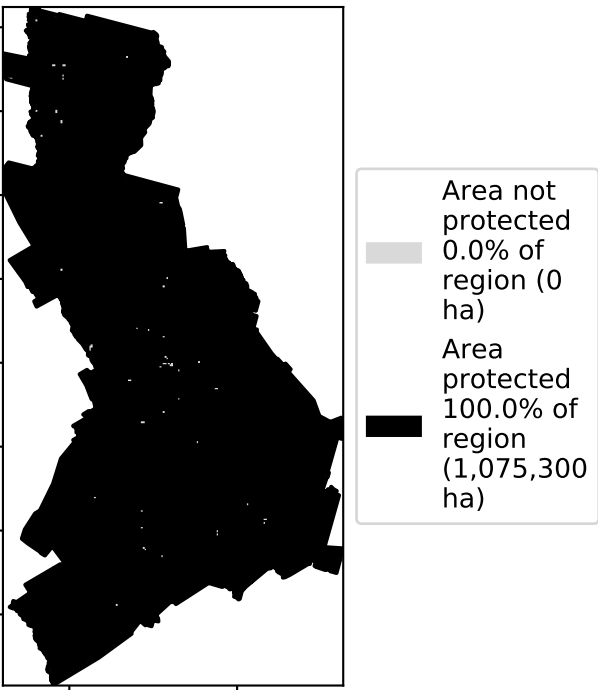 Area not
protected
0.0% of
region (0
ha)
Area
protected
100.0% of
region
(1,075,300
ha)